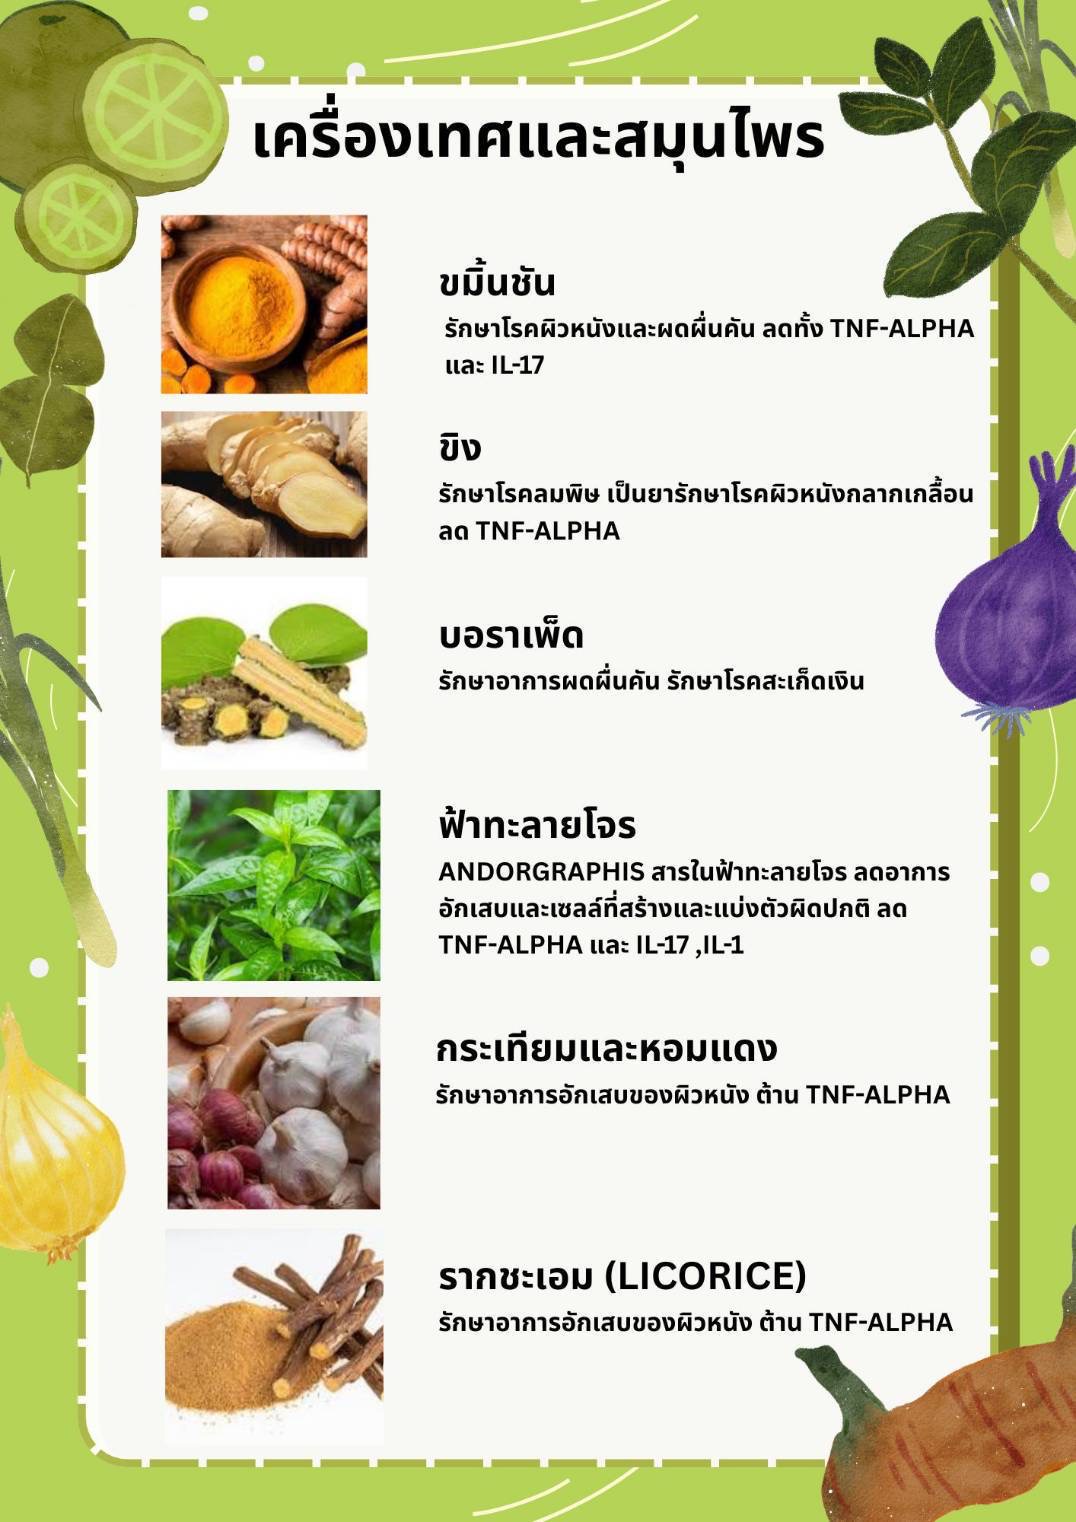 เครื่องเทศและสมุนไพร
ขมิ้นชัน
รักษาโรคผิวหนังและผดผื่นคัน ลดทั้ง TNF-ALPHA
และ IL-17
ขิง
รักษาโรคลมพิษ เป็นยารักษาโรคผิวหนังกลากเกลื้อน
ลด TNF-ALPHA
บอราเพ็ด
รักษาอาการผดผื่นคัน รักษาโรคสะเก็ดเงิน
ฟ้าทะลายโจร
ANDORGRAPHIS สารในฟ้าทะลายโจร ลดอาการ
อักเสบและเซลล์ที่สร้างและแบ่งตัวผิดปกติ ลด
TNF-ALPHA และ IL-17 ,IL-1
กระเทียมและหอมแดง
รักษาอาการอักเสบของผิวหนัง ต้าน TNF-ALPHA
รากชะเอม (LICORICE)
รักษาอาการอักเสบของผิวหนัง ต้าน TNF-ALPHA